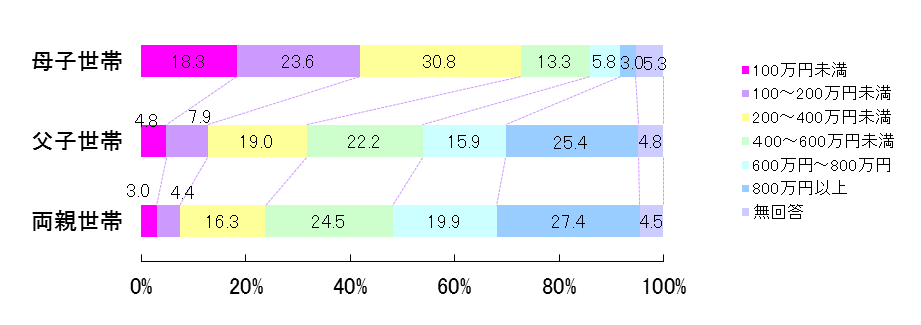 母子世帯
18.3 23.6 30.8 13.3 5.8 3.0 5.3
父子世帯
4.8 7.9 19.0 22.2 15.9 25.4 4.8
両親世帯
3.0 4.4 16.3 24.5 19.9 27.4 4.5
0% 20% 40% 60% 80% 100%
100万円未満
100～200万円未満
200～400万円未満
400～600万円未満
600万円～800万円
800万円以上
無回答